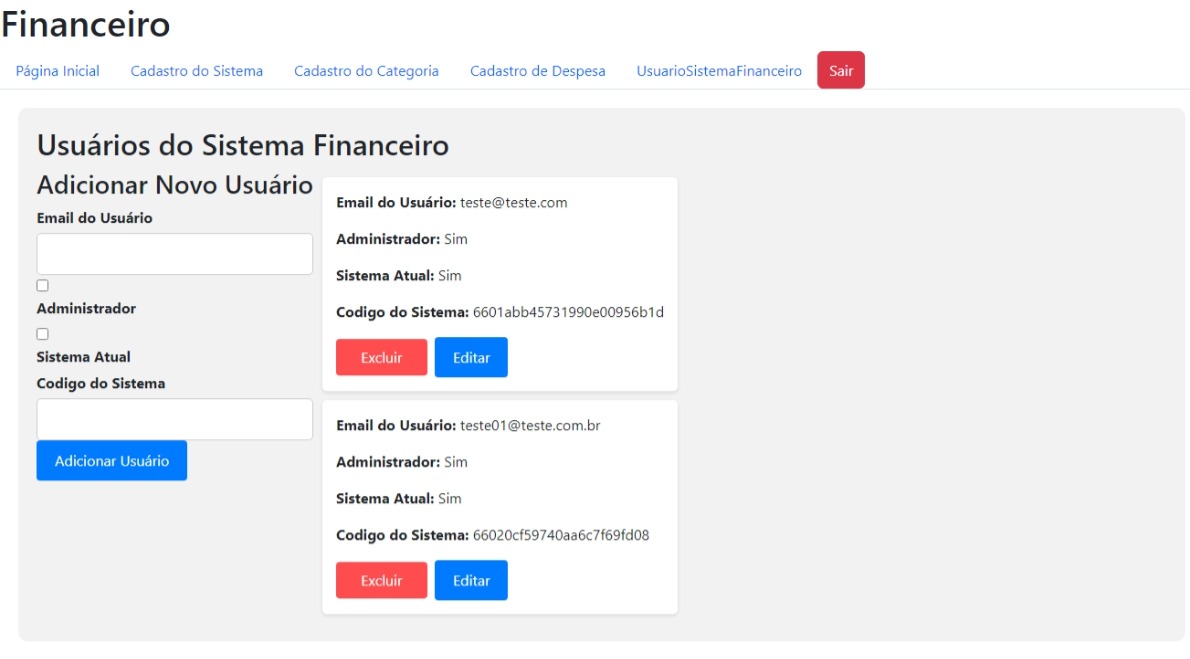 Financeiro
Página Inicial Cadastro do Sistema Cadastro do Categoria Cadastro de Despesa UsuarioSistemaFinanceiro Sair
Usuários do Sistema Financeiro
Adicionar Novo Usuário
Email do Usuário
Administrador
Sistema Atual
Codigo do Sistema
Adicionar Usuário
Email do Usuário: teste@teste.com
Administrador: Sim
Sistema Atual: Sim
Codigo do Sistema: 6601abb45731990e00956b1d
Excluir Editar
Email do Usuário: teste01@teste.com.br
Administrador: Sim
Sistema Atual: Sim
Codigo do Sistema: 66020cf59740aa6c7f69fd08
Excluir Editar